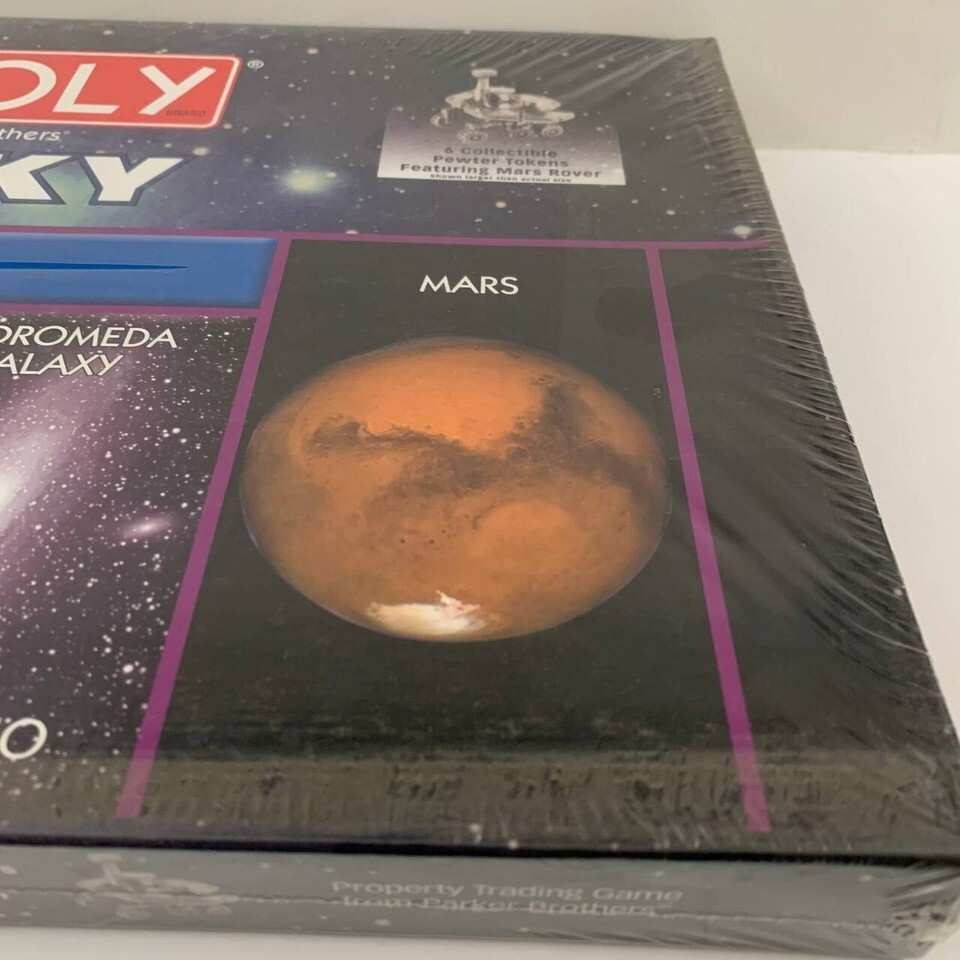 OLY®
BRAND
thers
KY
6 Collectible
Pewter Tokens
Featuring Mars Rover
Shown larger than actual size
MARS
DROMEDA
ALAXY
O
Property Trading Game
from Parker Brothers